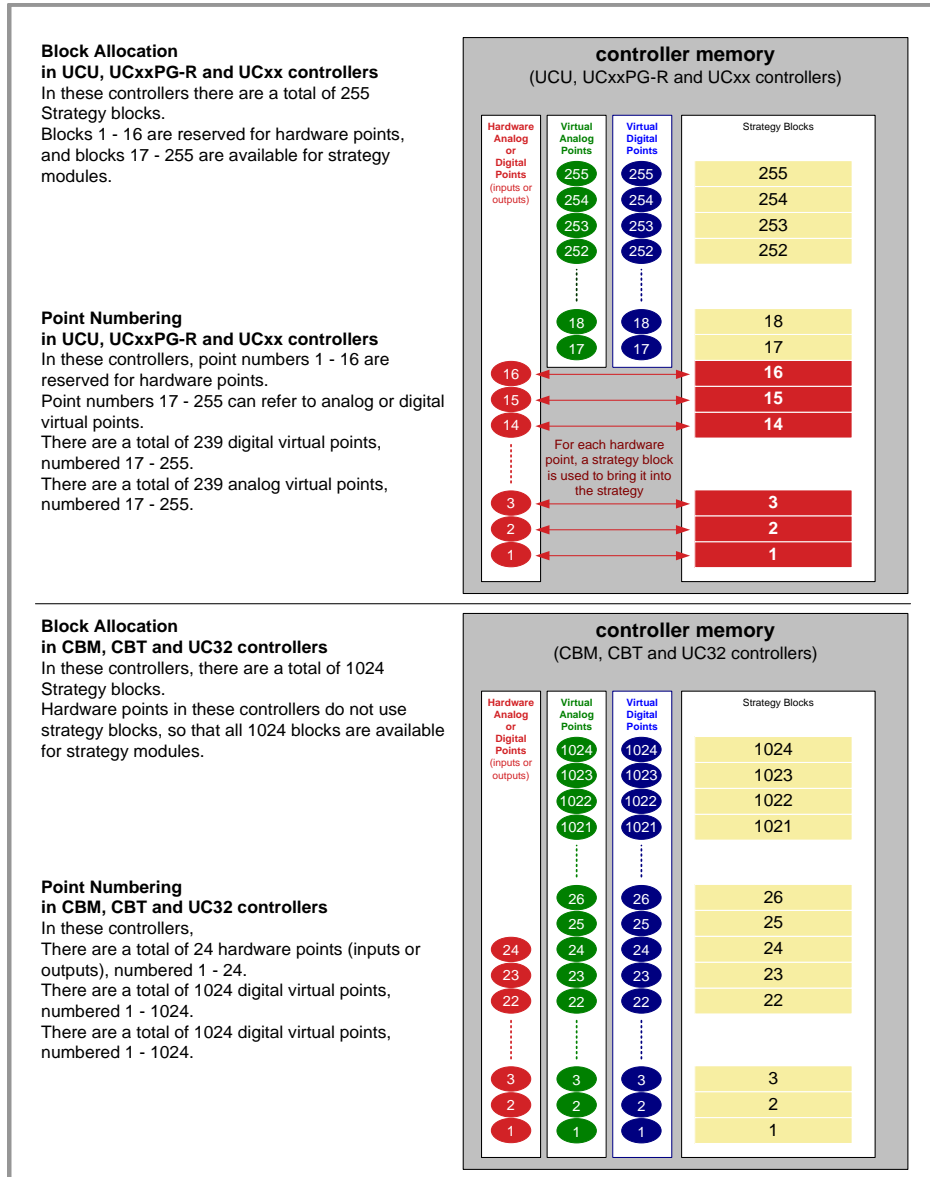 Block Allocation
in UCU, UCxxPG-R and UCxx controllers
In these controllers there are a total of 255
Strategy blocks.
Blocks 1 - 16 are reserved for hardware points,
and blocks 17 - 255 are available for strategy
modules.
Point Numbering
in UCU, UCxxPG-R and UCxx controllers
In these controllers, point numbers 1 - 16 are
reserved for hardware points.
Point numbers 17 - 255 can refer to analog or digital
virtual points.
There are a total of 239 digital virtual points,
numbered 17 - 255.
There are a total of 239 analog virtual points,
numbered 17 - 255.
controller memory
(UCU, UCxxPG-R and UCxx controllers)
Hardware
Analog
or
Digital
Points
(inputs or
outputs)
Virtual
Analog
Points
Virtual
Digital
Points
Strategy Blocks
255 255 255
254 254 254
253 253 253
252 252 252
18 18 18
17 17 17
16 16
15 15
14 14
For each hardware
point, a strategy block
is used to bring it into
the strategy
3 3
2 2
1 1
Block Allocation
in CBM, CBT and UC32 controllers
In these controllers, there are a total of 1024
Strategy blocks.
Hardware points in these controllers do not use
strategy blocks, so that all 1024 blocks are available
for strategy modules.
Point Numbering
in CBM, CBT and UC32 controllers
In these controllers,
There are a total of 24 hardware points (inputs or
outputs), numbered 1 - 24.
There are a total of 1024 digital virtual points,
numbered 1 - 1024.
There are a total of 1024 digital virtual points,
numbered 1 - 1024.
controller memory
(CBM, CBT and UC32 controllers)
Hardware
Analog
or
Digital
Points
(inputs or
outputs)
Virtual
Analog
Points
Virtual
Digital
Points
Strategy Blocks
1024 1024 1024
1023 1023 1023
1022 1022 1022
1021 1021 1021
26 26 26
25 25 25
24 24 24 24
23 23 23 23
22 22 22 22
3 3 3 3
2 2 2 2
1 1 1 1